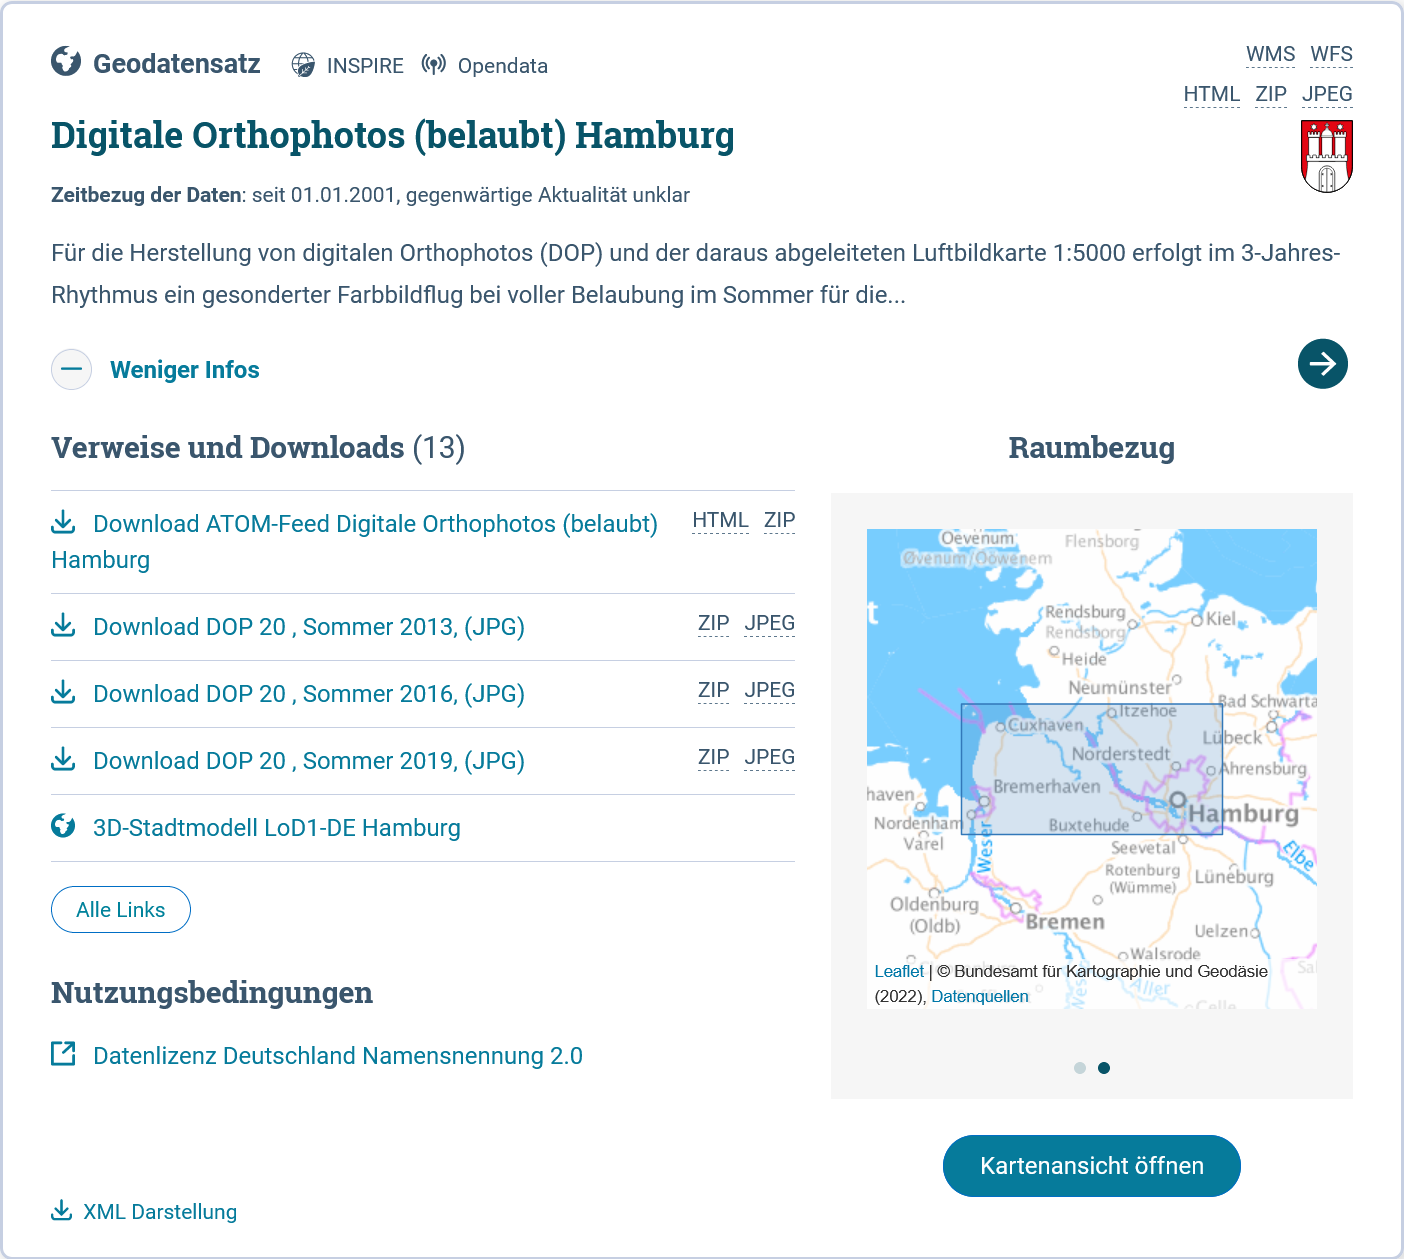 Geodatensatz INSPIRE Opendata
WMS WFS
HTML ZIP JPEG
Digitale Orthophotos (belaubt) Hamburg
Zeitbezug der Daten: seit 01.01.2001, gegenwärtige Aktualität unklar
Für die Herstellung von digitalen Orthophotos (DOP) und der daraus abgeleiteten Luftbildkarte 1:5000 erfolgt im 3-Jahres-
Rhythmus ein gesonderter Farbbildflug bei voller Belaubung im Sommer für die...
Weniger Infos
Verweise und Downloads (13)
Download ATOM-Feed Digitale Orthophotos (belaubt) HTML ZIP
Hamburg
Download DOP 20 , Sommer 2013, (JPG) ZIP JPEG
Download DOP 20 , Sommer 2016, (JPG) ZIP JPEG
Download DOP 20 , Sommer 2019, (JPG) ZIP JPEG
3D-Stadtmodell LoD1-DE Hamburg
Alle Links
Nutzungsbedingungen
Datenlizenz Deutschland Namensnennung 2.0
XML Darstellung
Raumbezug
Oevenum
Flensborg
Rendsburg
Rendsborg
Kiel
Heide
Neumünster
Bad Schwarta
Itzehoe
Cuxhaven
Lübeck
Norderstedt
Ahrensburg
Bremerhaven
haven
Hamburg
Nordenham
Buxtehude
Varel
Weser
Seevetal
Elbe
Rotenburg
(Wümme)
Lüneburg
Oldenburg
(Oldb)
Bremen
Uelzen
Walsrode
Aller
Celle
Leaflet | © Bundesamt für Kartographie und Geodäsie
(2022), Datenquellen
Kartenansicht öffnen